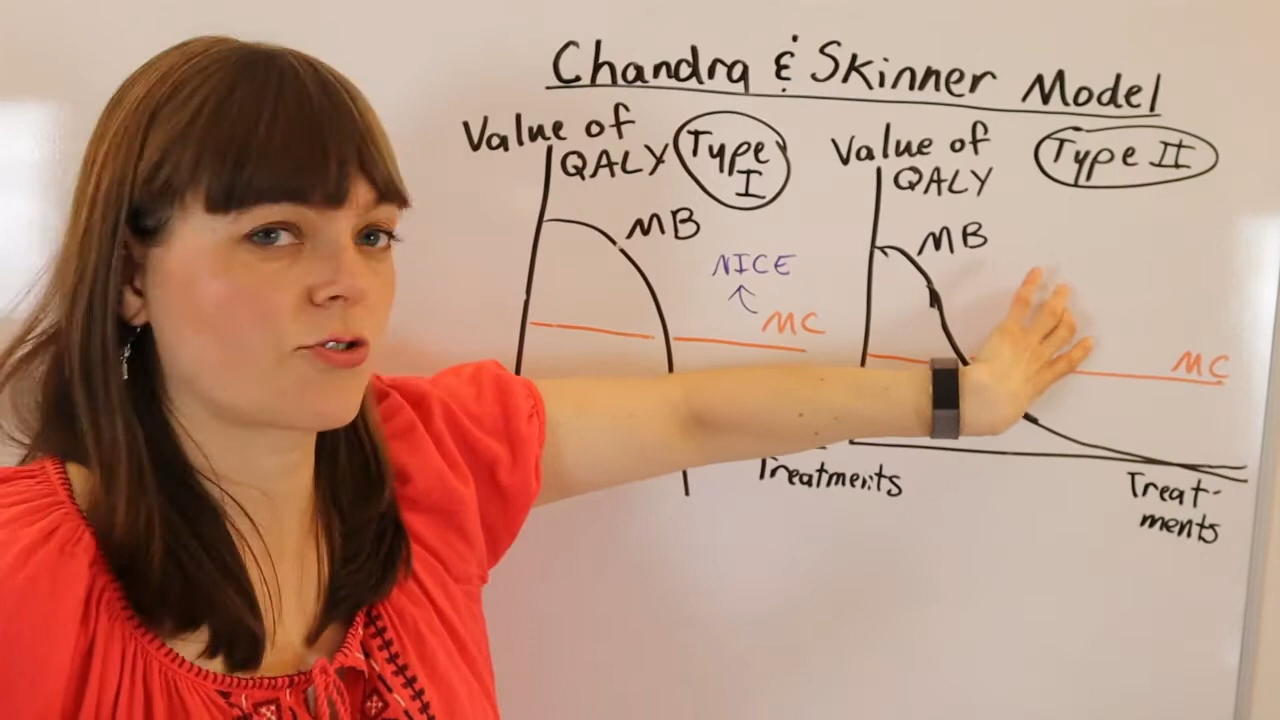 Chandra & Skinner Model
Value of
QALY
Type
I
MB
NICE
MC
Treatments
Value of
QALY
Type II
MB
MC
Treat-
ments